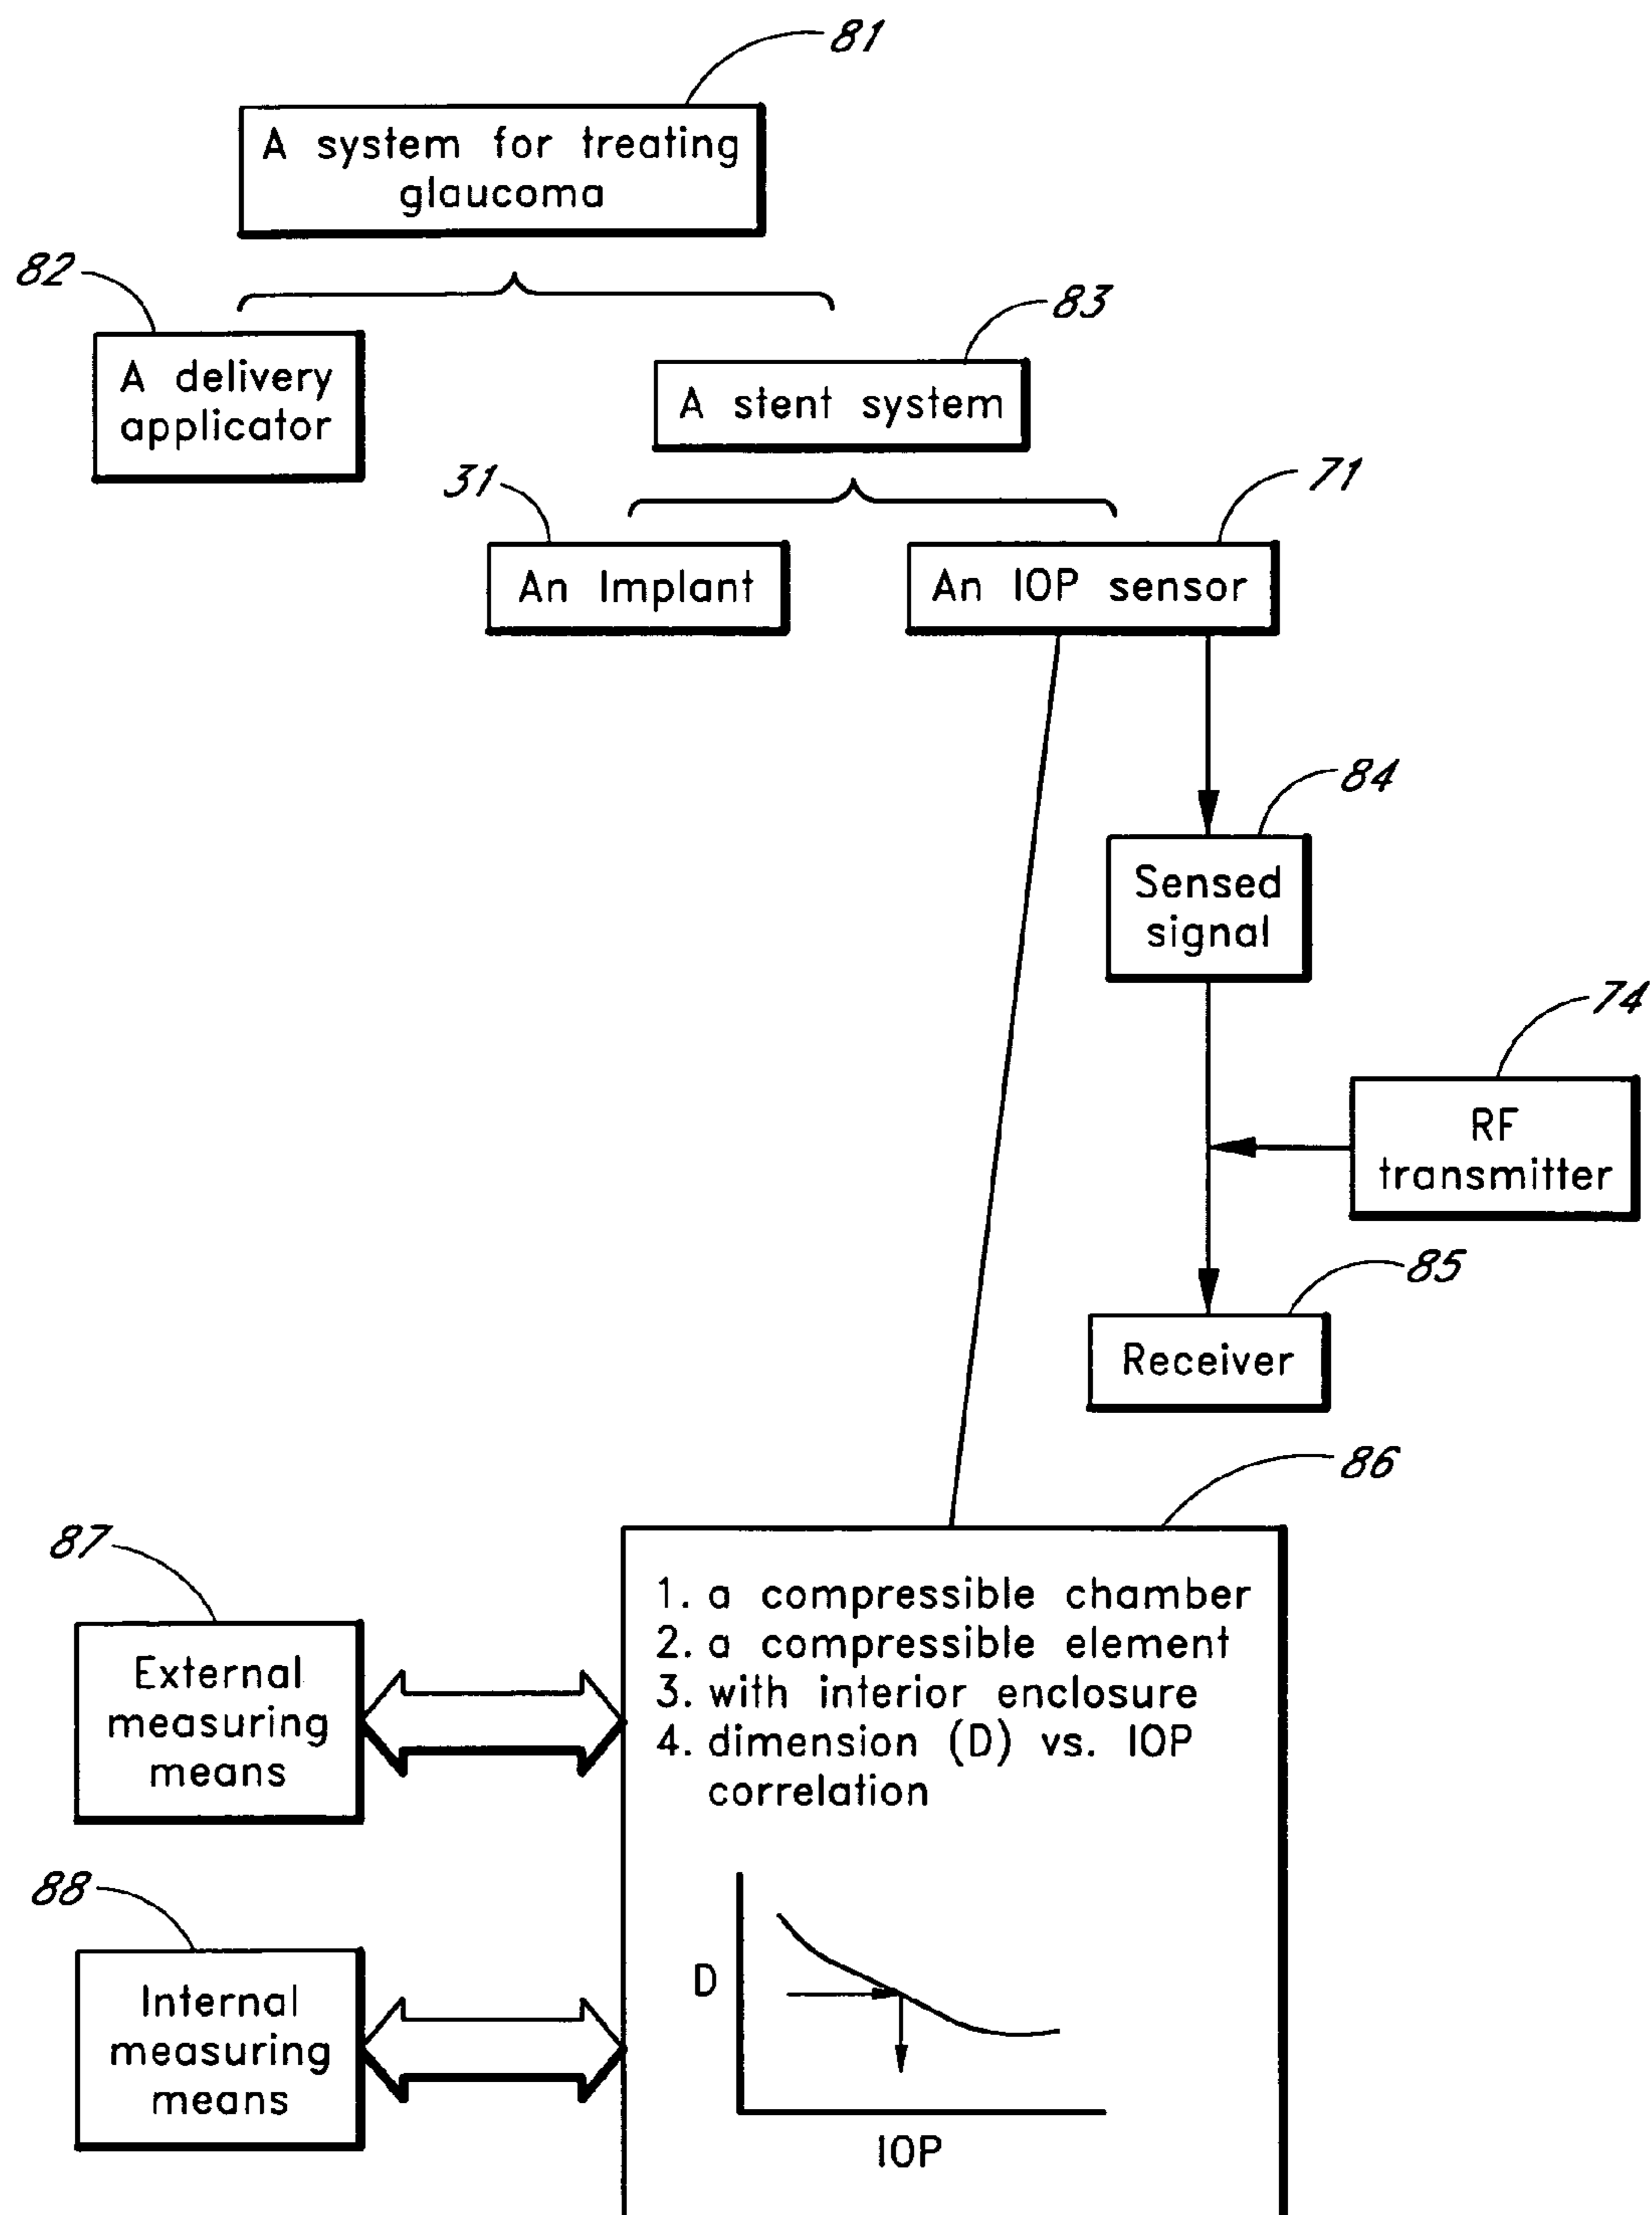 81
A system for treating
glaucoma
82
83
A delivery
applicator
A stent system
31
71
An Implant
An IOP sensor
84
Sensed
signal
74
RF
transmitter
85
Receiver
86
87
1. a compressible chamber
2. a compressible element
3. with interior enclosure
4. dimension (D) vs. IOP
correlation
External
measuring
means
88
Internal
measuring
means
D
IOP